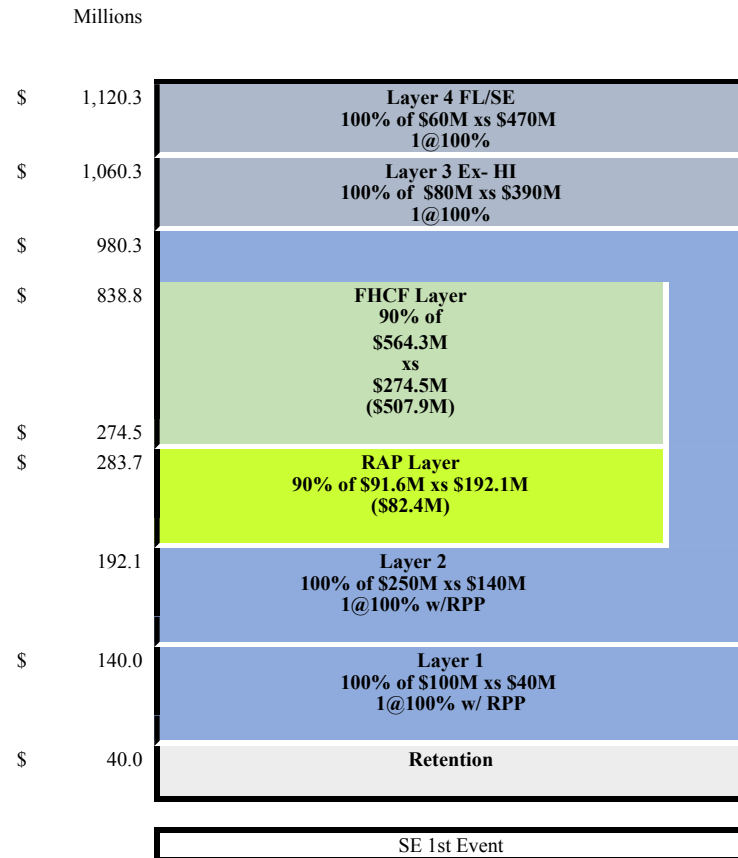 Millions
$ 1,120.3
Layer 4 FL/SE
100% of $60M xs $470M
1@100%
$ 1,060.3
Layer 3 Ex- HI
100% of $80M xs $390M
1@100%
$ 980.3
$ 838.8
FHCF Layer
90% of
$564.3M
xs
$274.5M
($507.9M)
$ 274.5
$ 283.7
RAP Layer
90% of $91.6M xs $192.1M
($82.4M)
192.1
Layer 2
100% of $250M xs $140M
1@100% w/RPP
$ 140.0
Layer 1
100% of $100M xs $40M
1@100% w/ RPP
$ 40.0
Retention
SE 1st Event